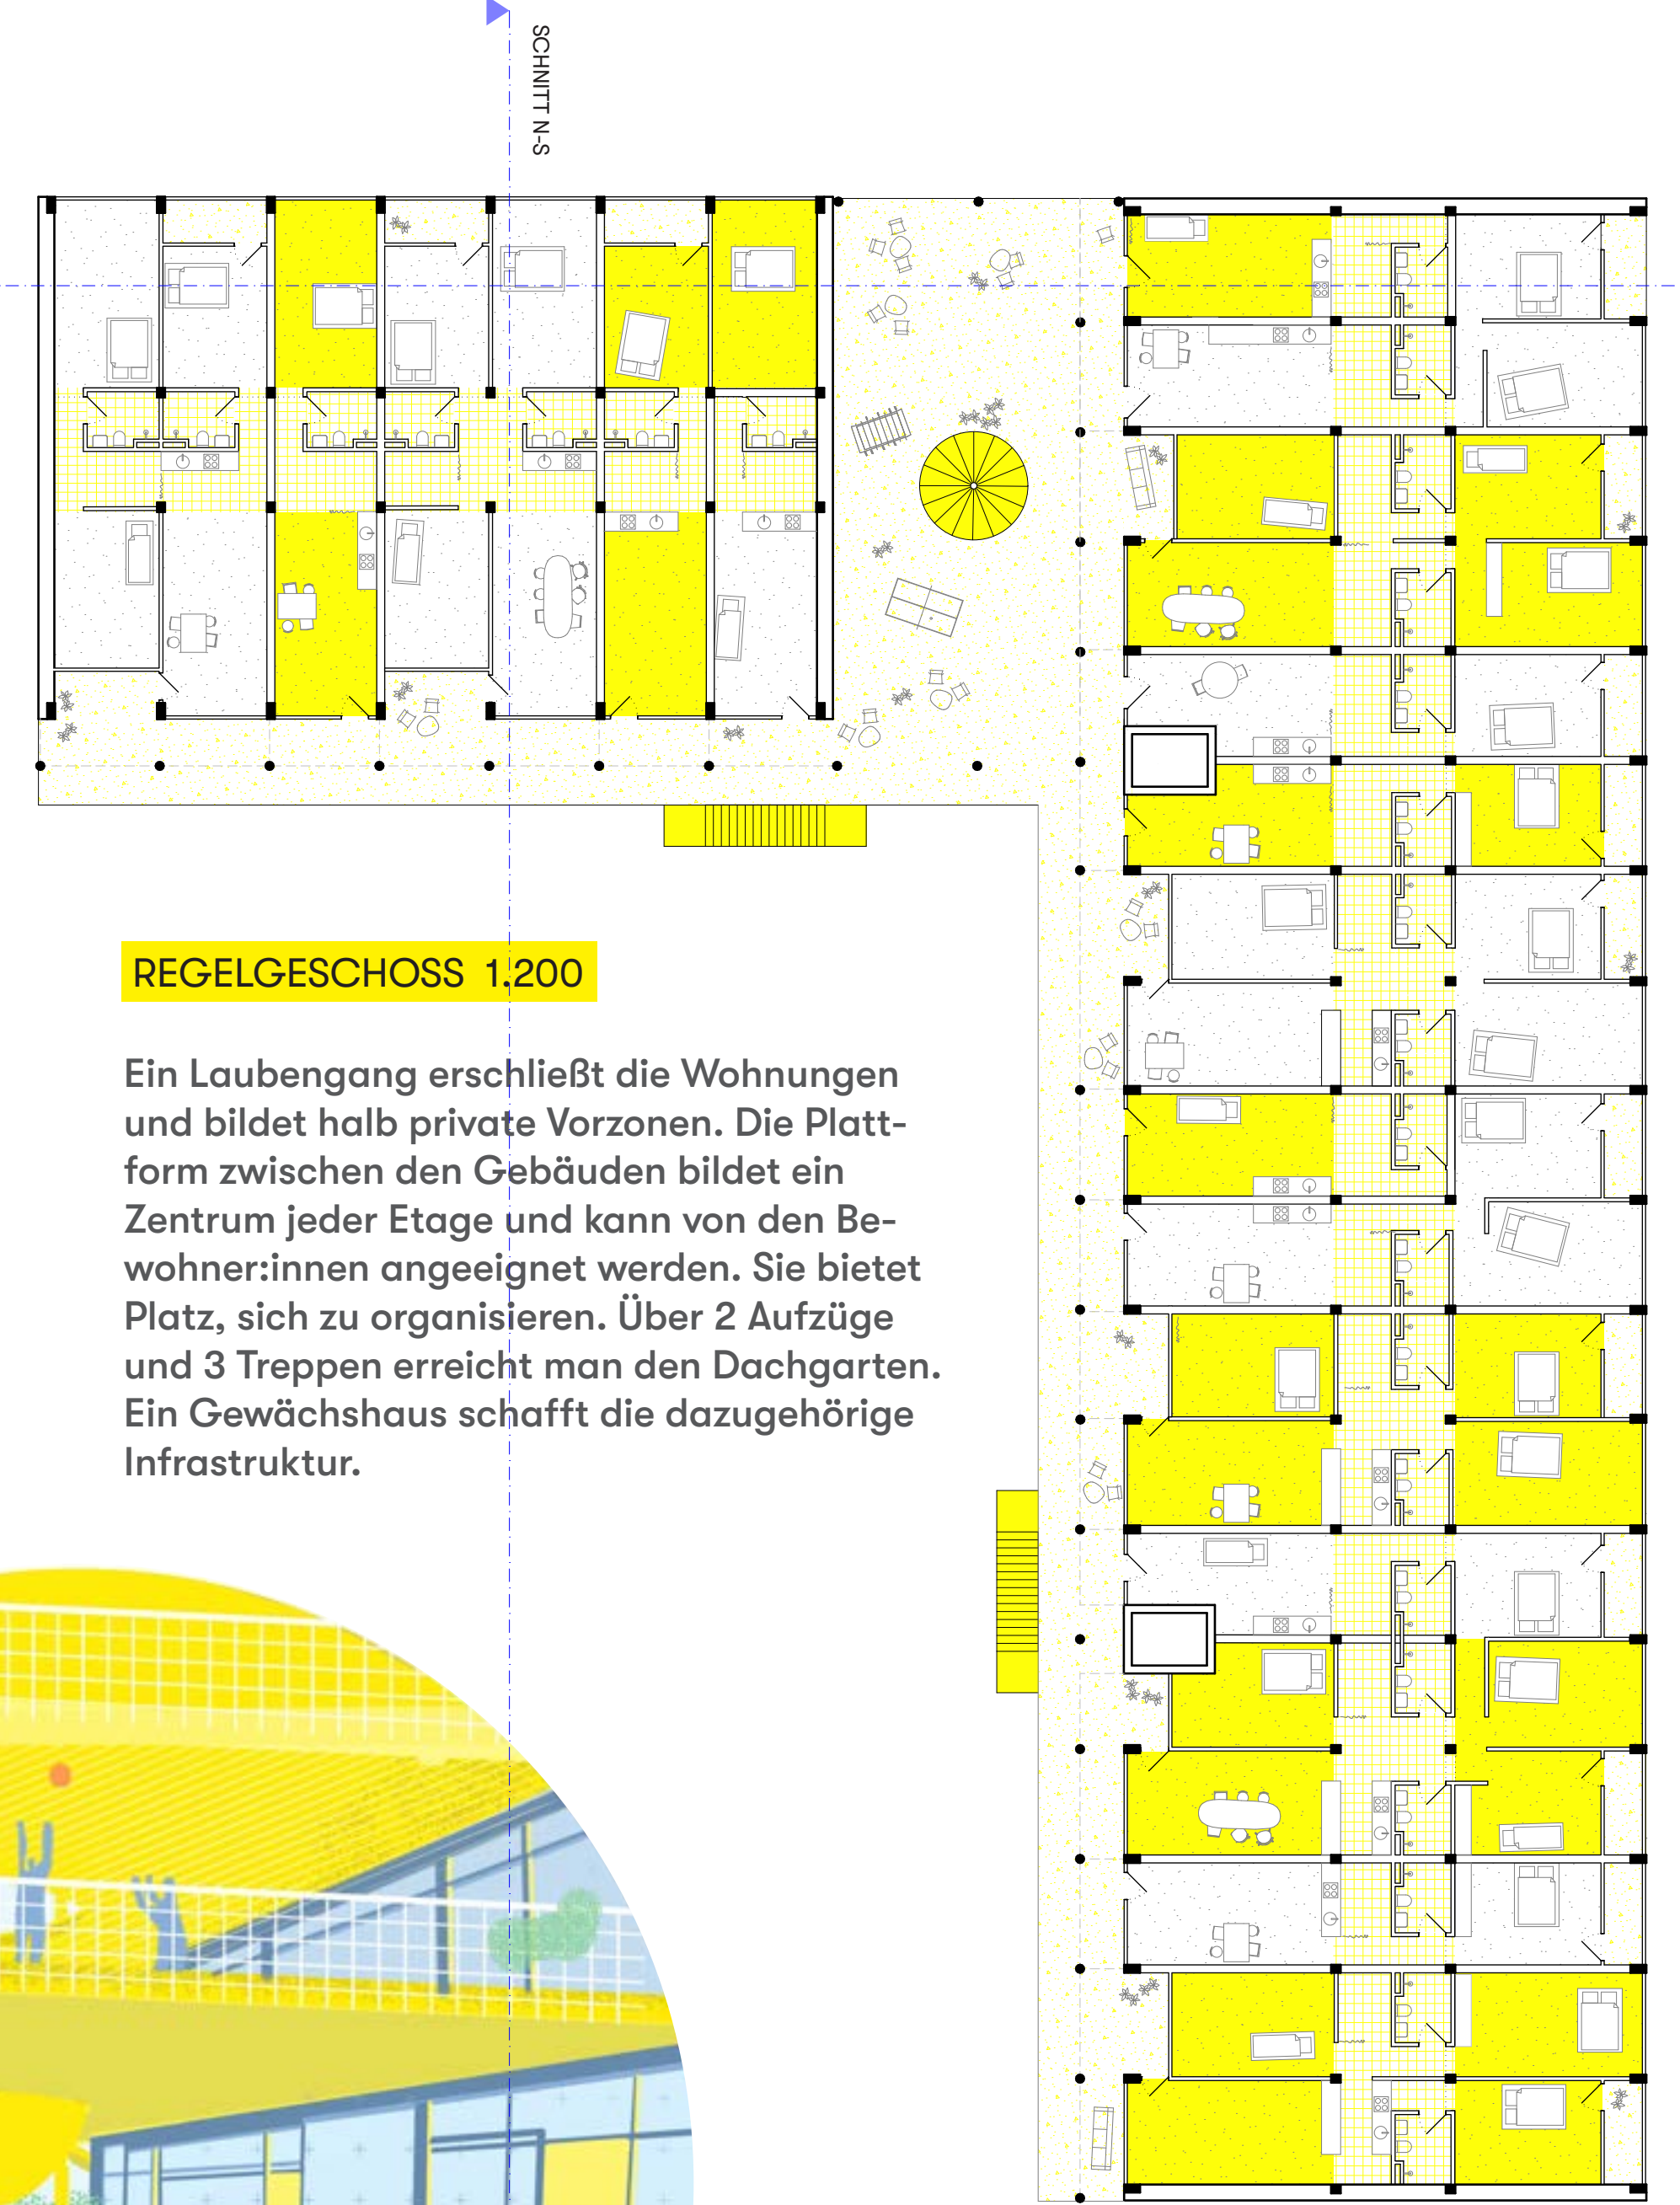 SCHNITT N-S
REGELGESCHOSS 1.200
Ein Laubengang erschließt die Wohnungen
und bildet halb private Vorzonen. Die Platt-
form zwischen den Gebäuden bildet ein
Zentrum jeder Etage und kann von den Be-
wohner:innen angeeignet werden. Sie bietet
Platz, sich zu organisieren. Über 2 Aufzüge
und 3 Treppen erreicht man den Dachgarten.
Ein Gewächshaus schafft die dazugehörige
Infrastruktur.